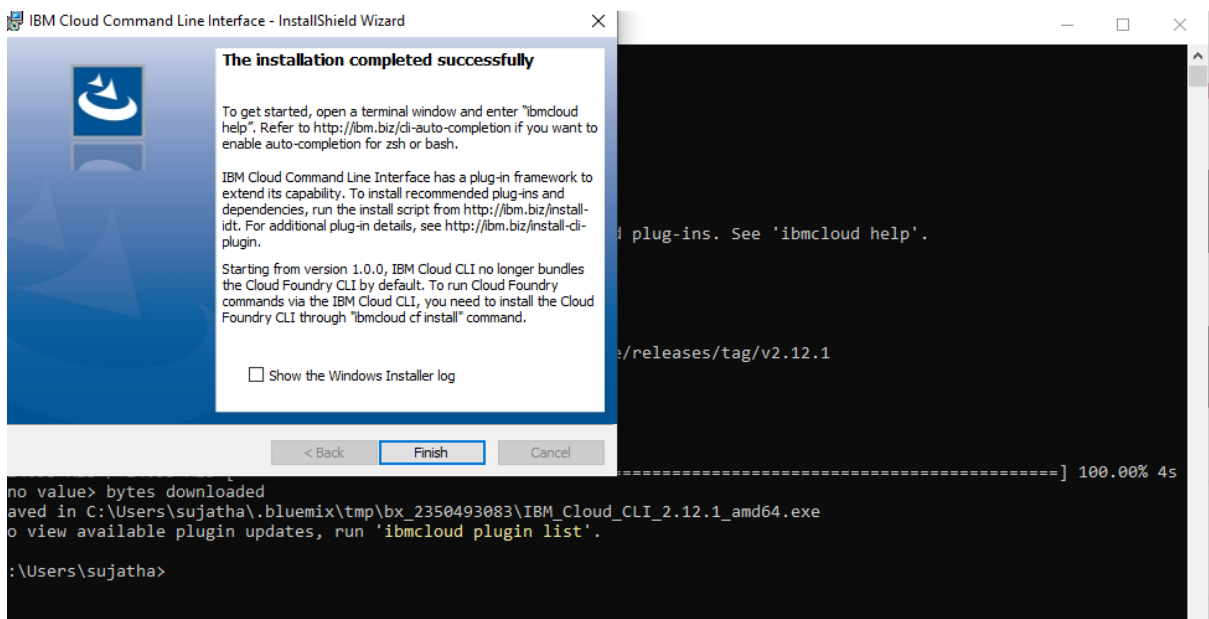 IBM Cloud Command Line Interface - InstallShield Wizard
The installation completed successfully
To get started, open a terminal window and enter "ibmcloud
help". Refer to http://ibm.biz/cli-auto-completion if you want to
enable auto-completion for zsh or bash.
IBM Cloud Command Line Interface has a plug-in framework to
extend its capability. To install recommended plug-ins and
dependencies, run the install script from http://ibm.biz/install-
idt. For additional plug-in details, see http://ibm.biz/install-cli-
plugin.
Starting from version 1.0.0, IBM Cloud CLI no longer bundles
the Cloud Foundry CLI by default. To run Cloud Foundry
commands via the IBM Cloud CLI, you need to install the Cloud
Foundry CLI through "ibmcloud cf install" command.
Show the Windows Installer log
< Back Finish Cancel
plug-ins. See 'ibmcloud help'.
e/releases/tag/v2.12.1
=============================================] 100.00% 4s
no value> bytes downloaded
aved in C:\Users\sujatha\.bluemix\tmp\bx_2350493083\IBM_Cloud_CLI_2.12.1_amd64.exe
o view available plugin updates, run 'ibmcloud plugin list'.
:\Users\sujatha>